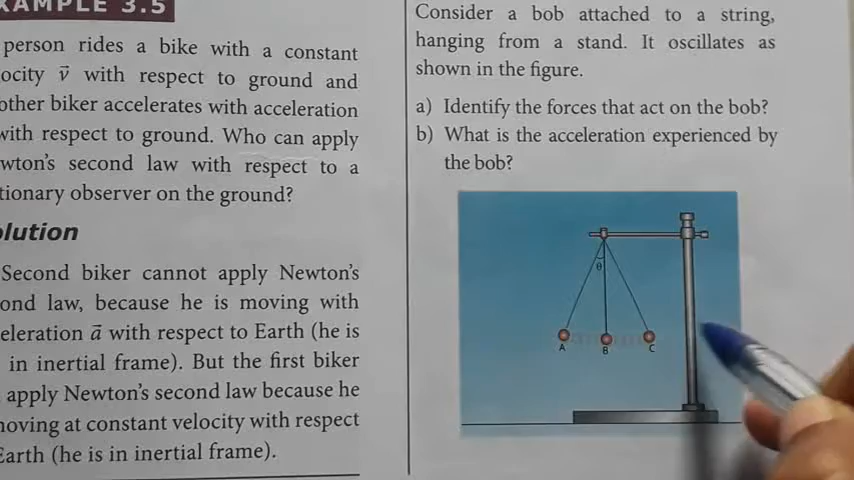 XAMPLE 3.5
person rides a bike with a constant
ocity v⃗ with respect to ground and
other biker accelerates with acceleration
with respect to ground. Who can apply
wton's second law with respect to a
tionary observer on the ground?
olution
Second biker cannot apply Newton's
ond law, because he is moving with
eleration a⃗ with respect to Earth (he is
in inertial frame). But the first biker
apply Newton's second law because he
moving at constant velocity with respect
Earth (he is in inertial frame).
Consider a bob attached to a string,
hanging from a stand. It oscillates as
shown in the figure.
a) Identify the forces that act on the bob?
b) What is the acceleration experienced by
the bob?
θ
A B C